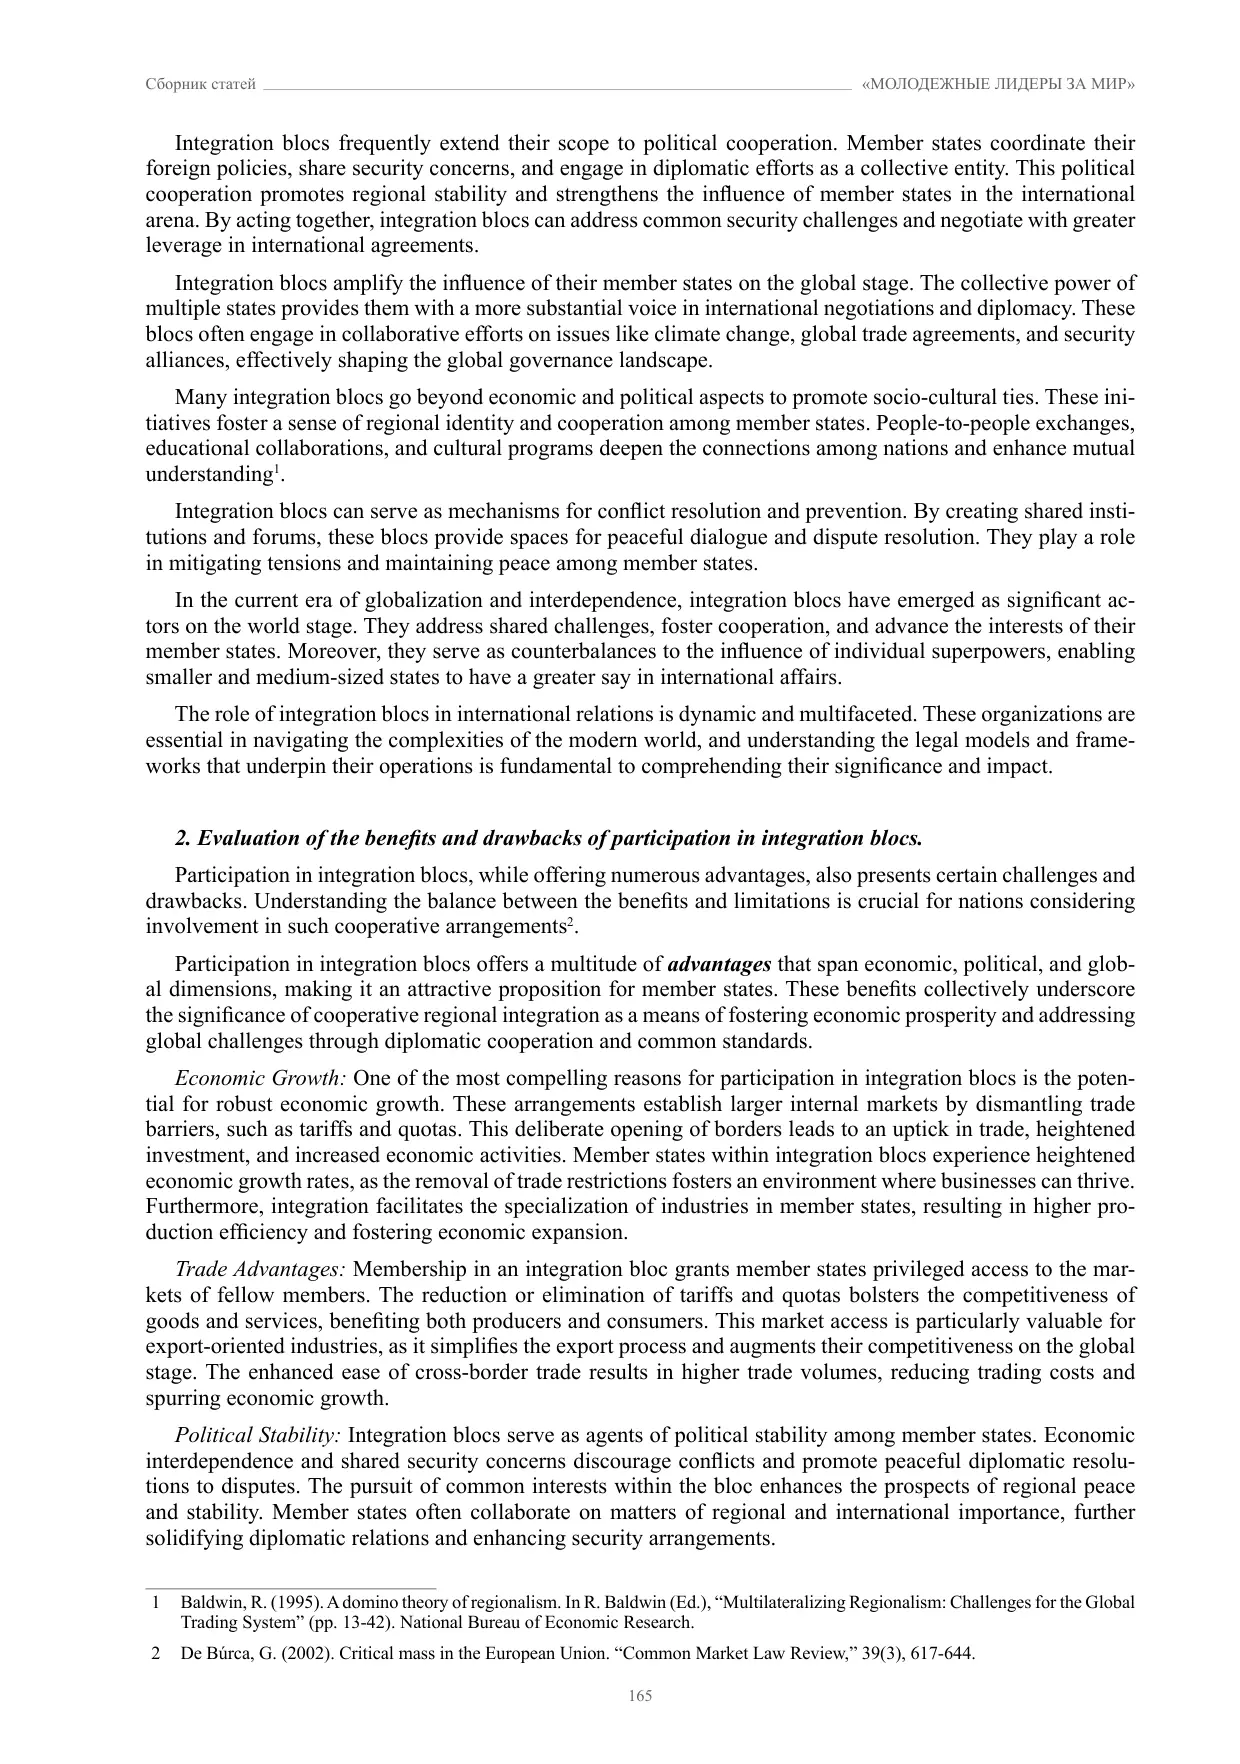 Сборник статей «МОЛОДЕЖНЫЕ ЛИДЕРЫ ЗА МИР»
Integration blocs frequently extend their scope to political cooperation. Member states coordinate their
foreign policies, share security concerns, and engage in diplomatic efforts as a collective entity. This political
cooperation promotes regional stability and strengthens the influence of member states in the international
arena. By acting together, integration blocs can address common security challenges and negotiate with greater
leverage in international agreements.
Integration blocs amplify the influence of their member states on the global stage. The collective power of
multiple states provides them with a more substantial voice in international negotiations and diplomacy. These
blocs often engage in collaborative efforts on issues like climate change, global trade agreements, and security
alliances, effectively shaping the global governance landscape.
Many integration blocs go beyond economic and political aspects to promote socio-cultural ties. These ini-
tiatives foster a sense of regional identity and cooperation among member states. People-to-people exchanges,
educational collaborations, and cultural programs deepen the connections among nations and enhance mutual
understanding1.
Integration blocs can serve as mechanisms for conflict resolution and prevention. By creating shared insti-
tutions and forums, these blocs provide spaces for peaceful dialogue and dispute resolution. They play a role
in mitigating tensions and maintaining peace among member states.
In the current era of globalization and interdependence, integration blocs have emerged as significant ac-
tors on the world stage. They address shared challenges, foster cooperation, and advance the interests of their
member states. Moreover, they serve as counterbalances to the influence of individual superpowers, enabling
smaller and medium-sized states to have a greater say in international affairs.
The role of integration blocs in international relations is dynamic and multifaceted. These organizations are
essential in navigating the complexities of the modern world, and understanding the legal models and frame-
works that underpin their operations is fundamental to comprehending their significance and impact.
2. Evaluation of the benefits and drawbacks of participation in integration blocs.
Participation in integration blocs, while offering numerous advantages, also presents certain challenges and
drawbacks. Understanding the balance between the benefits and limitations is crucial for nations considering
involvement in such cooperative arrangements2.
Participation in integration blocs offers a multitude of advantages that span economic, political, and glob-
al dimensions, making it an attractive proposition for member states. These benefits collectively underscore
the significance of cooperative regional integration as a means of fostering economic prosperity and addressing
global challenges through diplomatic cooperation and common standards.
Economic Growth: One of the most compelling reasons for participation in integration blocs is the poten-
tial for robust economic growth. These arrangements establish larger internal markets by dismantling trade
barriers, such as tariffs and quotas. This deliberate opening of borders leads to an uptick in trade, heightened
investment, and increased economic activities. Member states within integration blocs experience heightened
economic growth rates, as the removal of trade restrictions fosters an environment where businesses can thrive.
Furthermore, integration facilitates the specialization of industries in member states, resulting in higher pro-
duction efficiency and fostering economic expansion.
Trade Advantages: Membership in an integration bloc grants member states privileged access to the mar-
kets of fellow members. The reduction or elimination of tariffs and quotas bolsters the competitiveness of
goods and services, benefiting both producers and consumers. This market access is particularly valuable for
export-oriented industries, as it simplifies the export process and augments their competitiveness on the global
stage. The enhanced ease of cross-border trade results in higher trade volumes, reducing trading costs and
spurring economic growth.
Political Stability: Integration blocs serve as agents of political stability among member states. Economic
interdependence and shared security concerns discourage conflicts and promote peaceful diplomatic resolu-
tions to disputes. The pursuit of common interests within the bloc enhances the prospects of regional peace
and stability. Member states often collaborate on matters of regional and international importance, further
solidifying diplomatic relations and enhancing security arrangements.
1 Baldwin, R. (1995). A domino theory of regionalism. In R. Baldwin (Ed.), “Multilateralizing Regionalism: Challenges for the Global
Trading System” (pp. 13-42). National Bureau of Economic Research.
2 De Búrca, G. (2002). Critical mass in the European Union. “Common Market Law Review,” 39(3), 617-644.
165